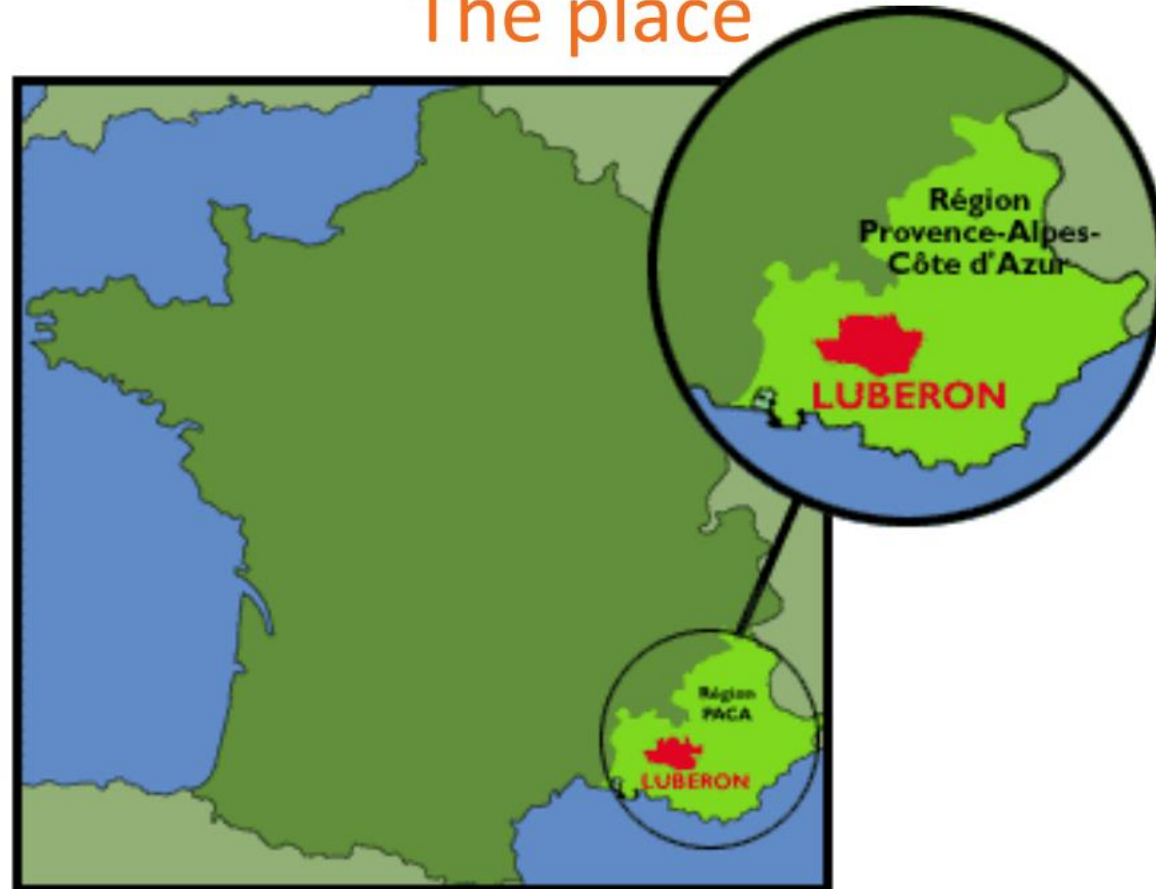 The place
Région
Provence-Alpes-
Côte d'Azur
LUBERON
Région
PACA
LUBERON